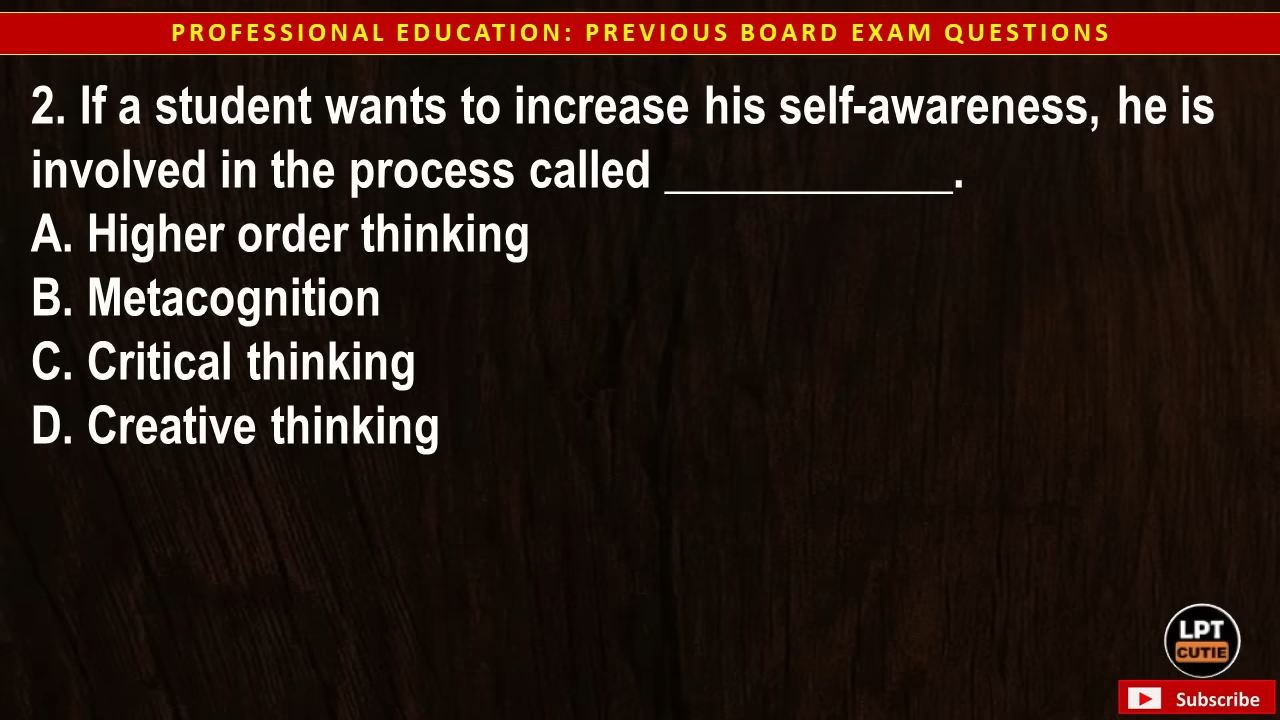 PROFESSIONAL EDUCATION: PREVIOUS BOARD EXAM QUESTIONS
2. If a student wants to increase his self-awareness, he is
involved in the process called ____________.
A. Higher order thinking
B. Metacognition
C. Critical thinking
D. Creative thinking
LPT
CUTIE
Subscribe